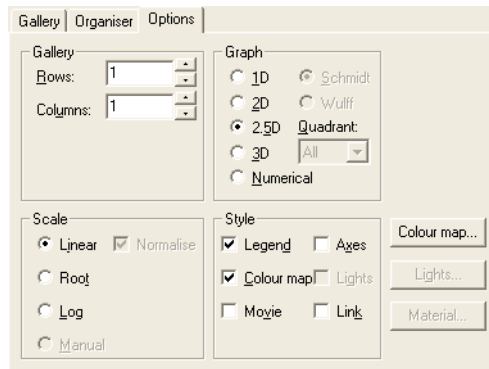 Gallery Organiser Options
Gallery
Rows: 1
Columns: 1
Graph
1D Schmidt
2D Wulff
2.5D Quadrant:
3D All
Numerical
Scale
Linear Normalise
Root
Log
Manual
Style
Legend Axes
Colour map Lights
Movie Link
Colour map...
Lights...
Material...